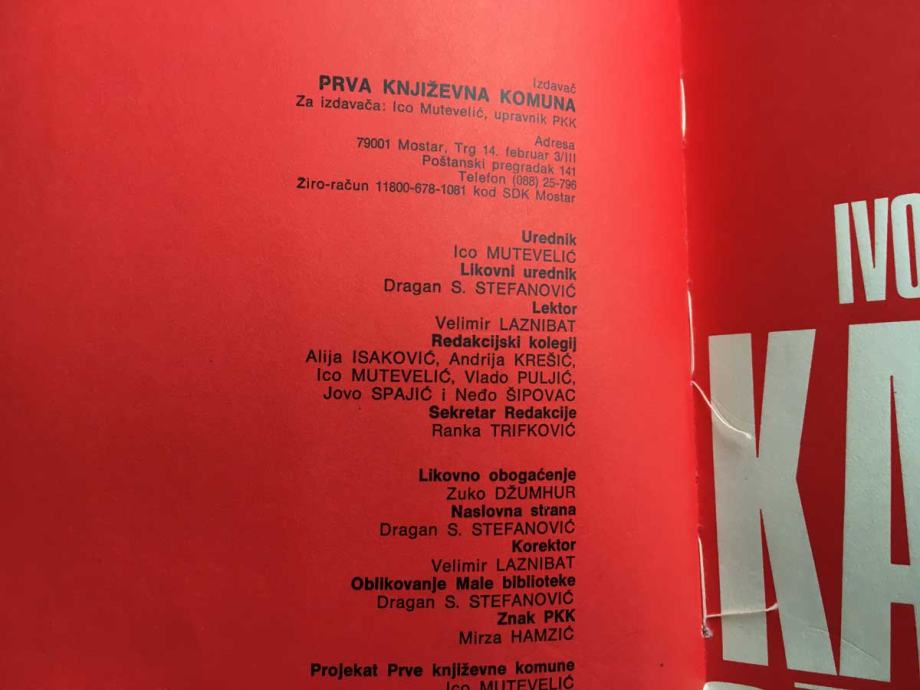 Izdavač
PRVA KNJIŽEVNA KOMUNA
Za izdavača: Ico Mutevelić, upravnik PKK
Adresa
79001 Mostar, Trg 14. februar 3/III
Poštanski pregradak 141
Telefon (088) 25-796
Žiro-račun 11800-678-1081 kod SDK Mostar
Urednik
Ico MUTEVELIĆ
Likovni urednik
Dragan S. STEFANOVIĆ
Lektor
Velimir LAZNIBAT
Redakcijski kolegij
Alija ISAKOVIĆ, Andrija KREŠIĆ,
Ico MUTEVELIĆ, Vlado PULJIĆ,
Jovo SPAJIĆ i Neđo ŠIPOVAC
Sekretar Redakcije
Ranka TRIFKOVIĆ
Likovno obogaćenje
Zuko DŽUMHUR
Naslovna strana
Dragan S. STEFANOVIĆ
Korektor
Velimir LAZNIBAT
Oblikovanje Male biblioteke
Dragan S. STEFANOVIĆ
Znak PKK
Mirza HAMZIĆ
Projekat Prve književne komune
Ico MUTEVELIĆ
IVO
KA